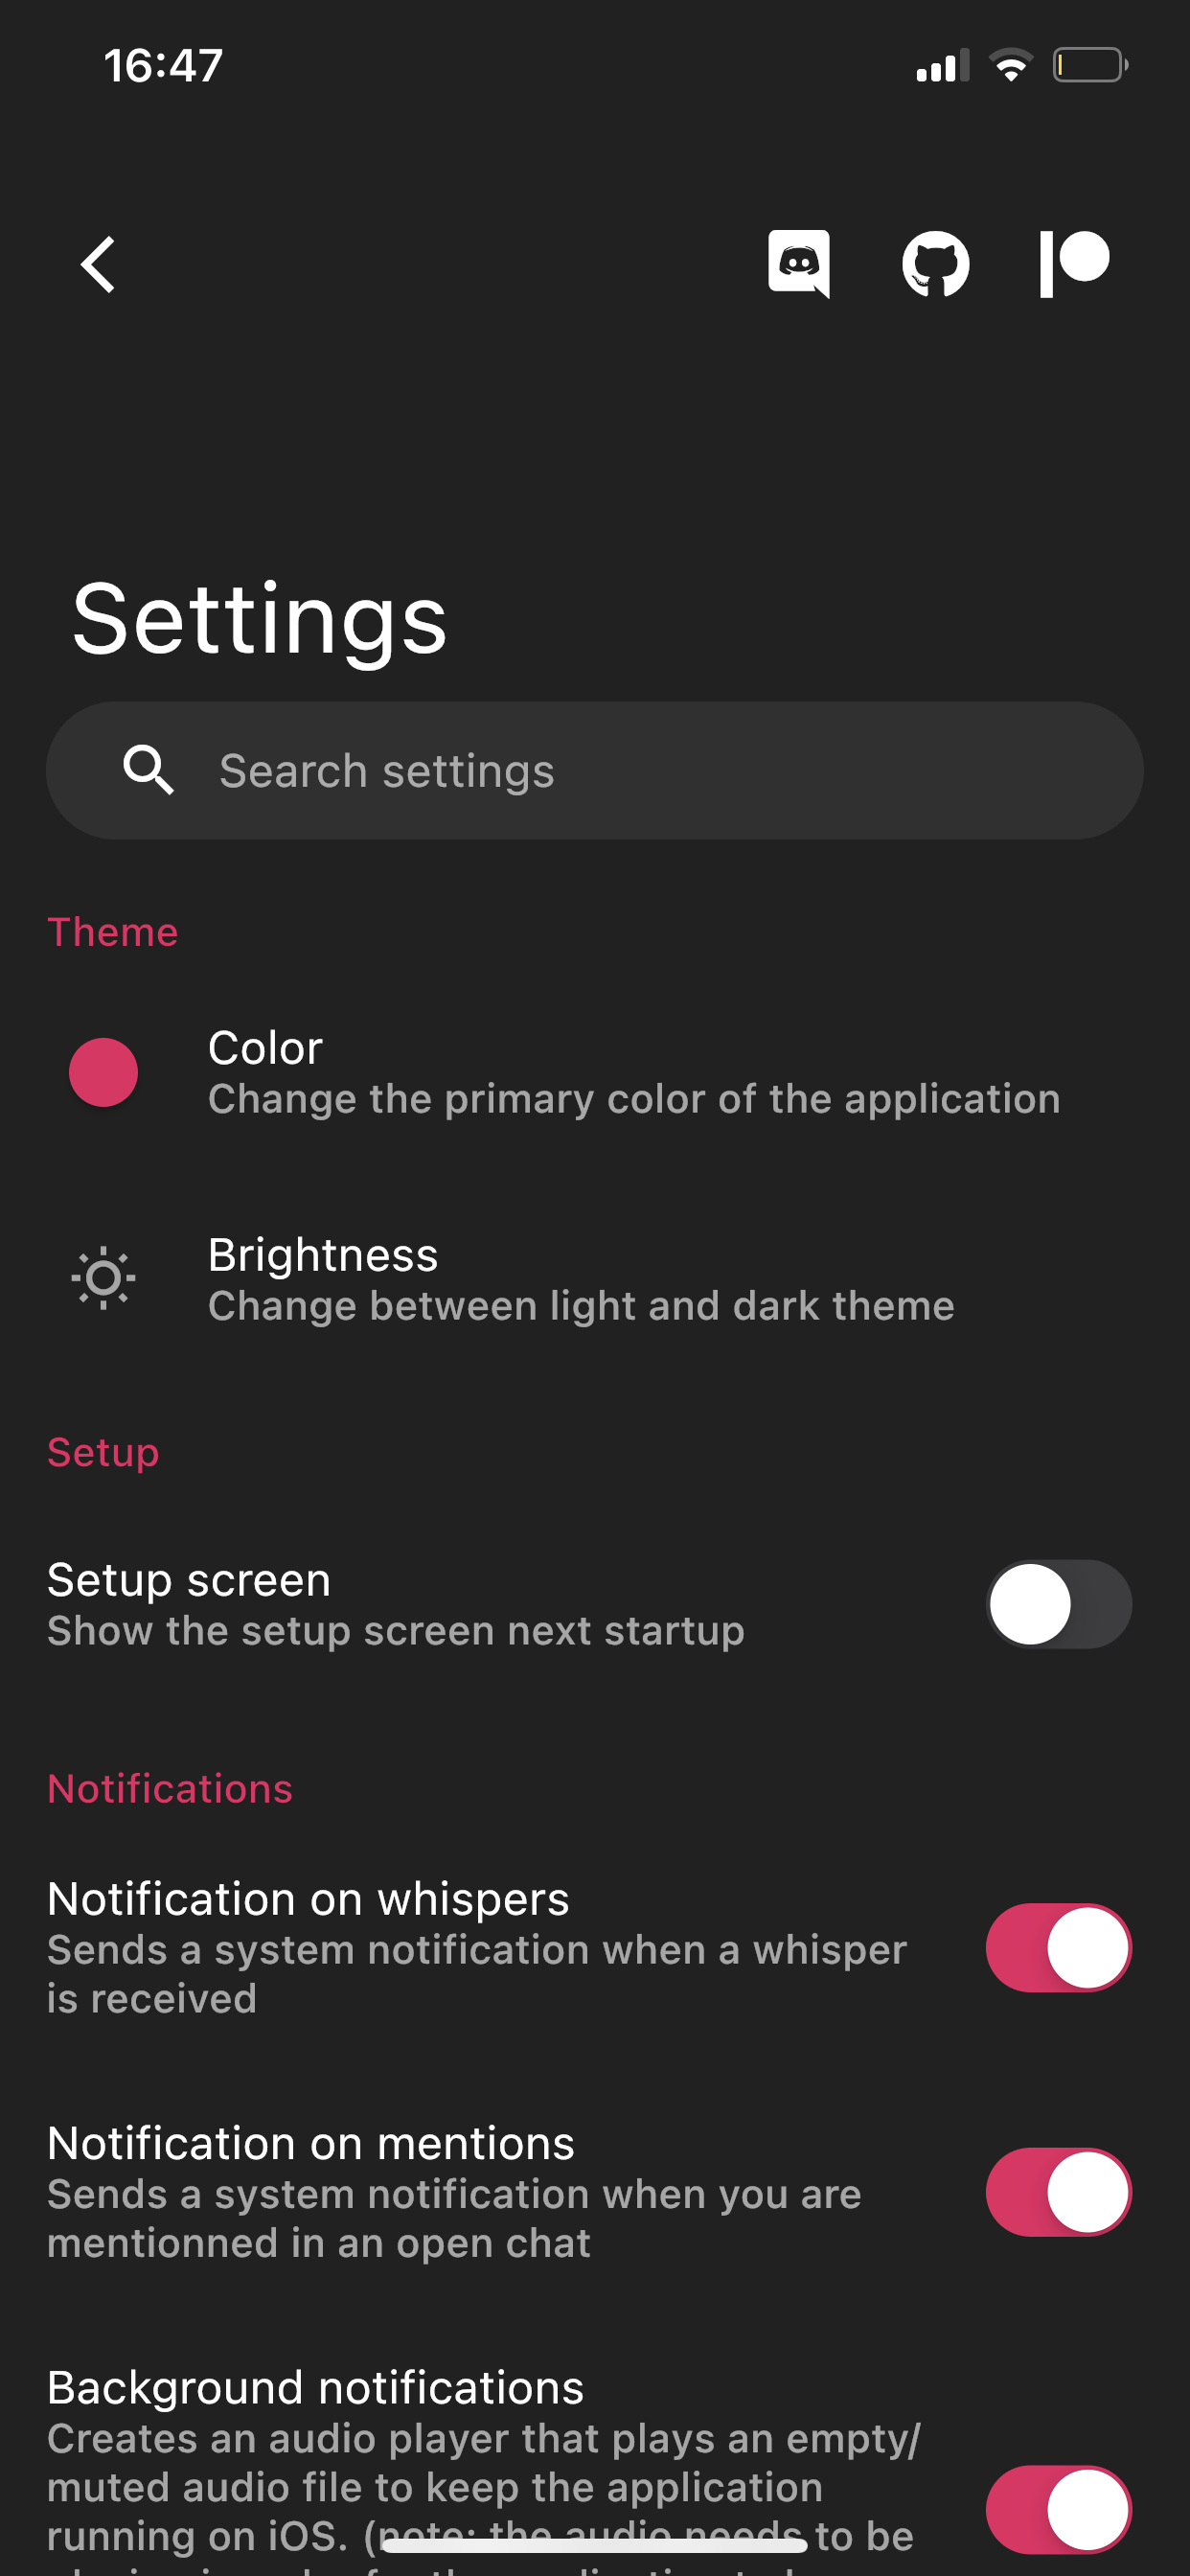 16:47
Settings
Search settings
Theme
Color
Change the primary color of the application
Brightness
Change between light and dark theme
Setup
Setup screen
Show the setup screen next startup
Notifications
Notification on whispers
Sends a system notification when a whisper
is received
Notification on mentions
Sends a system notification when you are
mentionned in an open chat
Background notifications
Creates an audio player that plays an empty/
muted audio file to keep the application
running on iOS. (note: the audio needs to be